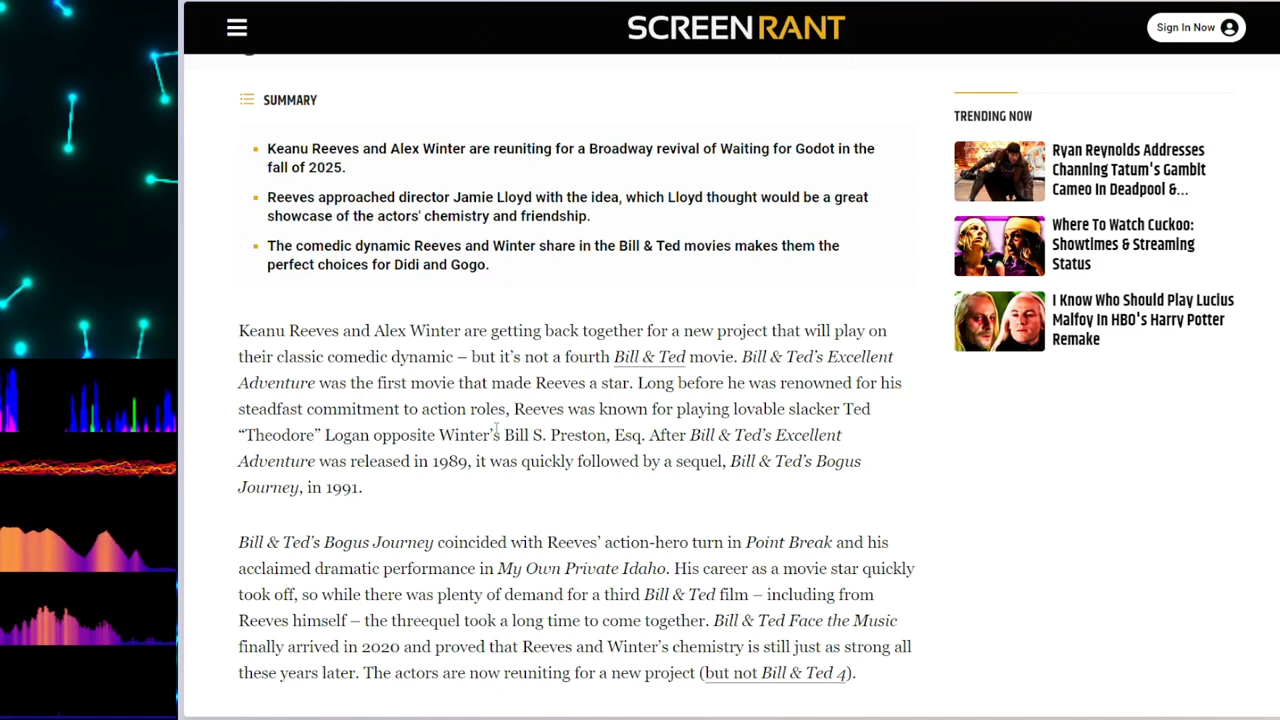 SCREENRANT
Sign In Now
SUMMARY
Keanu Reeves and Alex Winter are reuniting for a Broadway revival of Waiting for Godot in the
fall of 2025.
Reeves approached director Jamie Lloyd with the idea, which Lloyd thought would be a great
showcase of the actors' chemistry and friendship.
The comedic dynamic Reeves and Winter share in the Bill & Ted movies makes them the
perfect choices for Didi and Gogo.
Keanu Reeves and Alex Winter are getting back together for a new project that will play on
their classic comedic dynamic – but it's not a fourth Bill & Ted movie. Bill & Ted's Excellent
Adventure was the first movie that made Reeves a star. Long before he was renowned for his
steadfast commitment to action roles, Reeves was known for playing lovable slacker Ted
“Theodore” Logan opposite Winter's Bill S. Preston, Esq. After Bill & Ted's Excellent
Adventure was released in 1989, it was quickly followed by a sequel, Bill & Ted's Bogus
Journey, in 1991.
Bill & Ted's Bogus Journey coincided with Reeves' action-hero turn in Point Break and his
acclaimed dramatic performance in My Own Private Idaho. His career as a movie star quickly
took off, so while there was plenty of demand for a third Bill & Ted film – including from
Reeves himself – the threequel took a long time to come together. Bill & Ted Face the Music
finally arrived in 2020 and proved that Reeves and Winter's chemistry is still just as strong all
these years later. The actors are now reuniting for a new project (but not Bill & Ted 4).
TRENDING NOW
Ryan Reynolds Addresses
Channing Tatum's Gambit
Cameo In Deadpool &...
Where To Watch Cuckoo:
Showtimes & Streaming
Status
I Know Who Should Play Lucius
Malfoy In HBO's Harry Potter
Remake